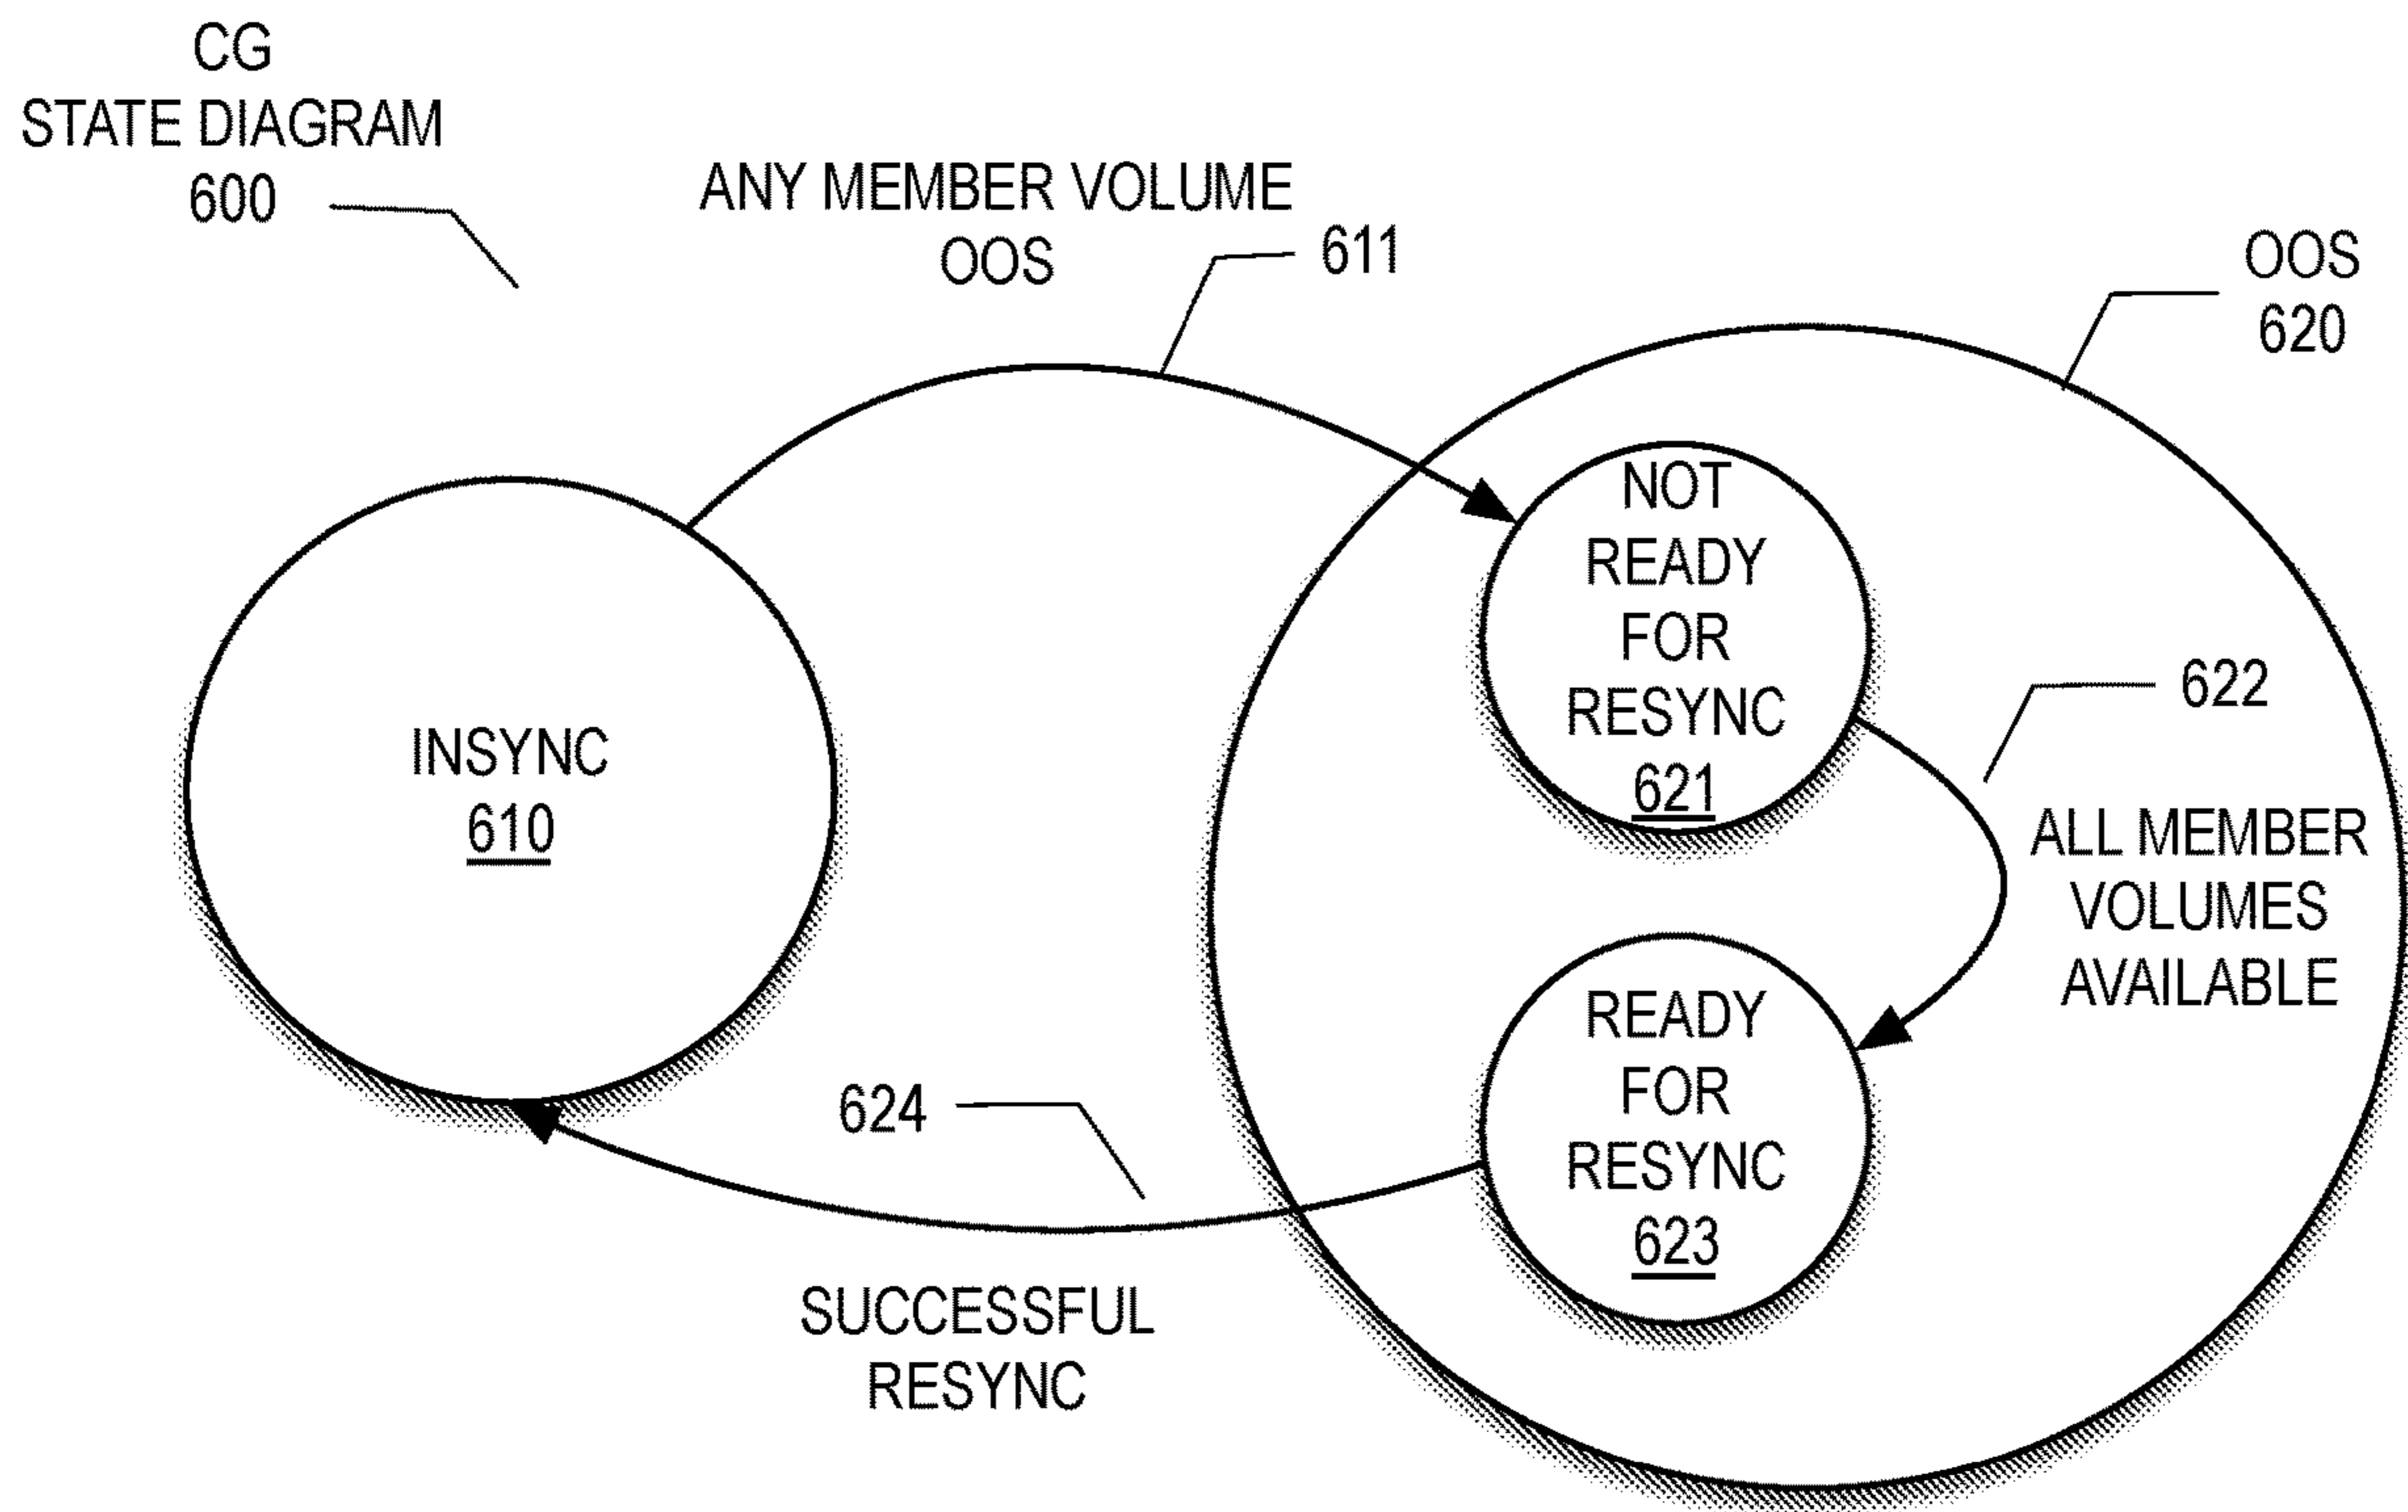 CG
STATE DIAGRAM
600
ANY MEMBER VOLUME
OOS
611
OOS
620
NOT
READY
FOR
RESYNC
621
622
INSYNC
610
ALL MEMBER
VOLUMES
AVAILABLE
READY
FOR
RESYNC
623
624
SUCCESSFUL
RESYNC